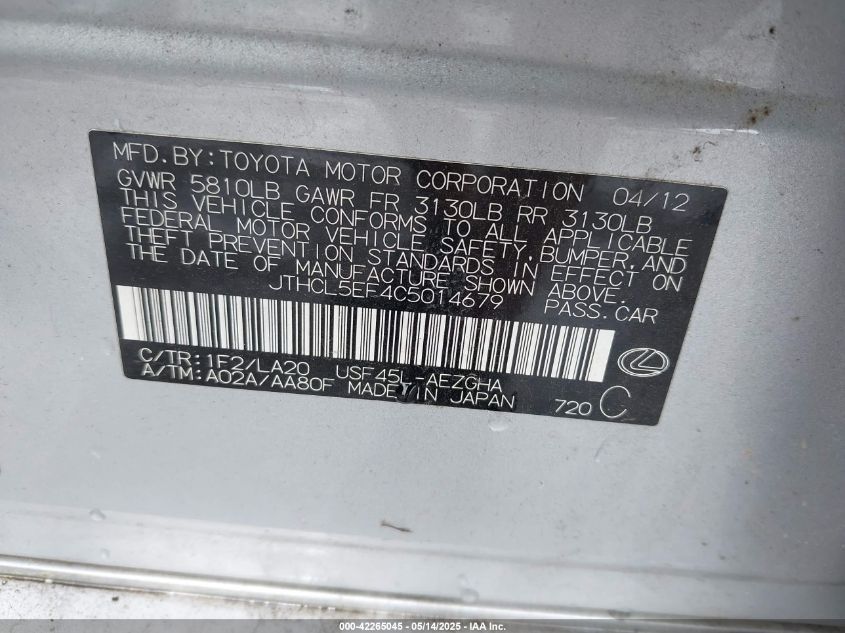 MFD.BY:TOYOTA MOTOR CORPORATION 04/12
GVWR 5810LB GAWR FR 3130LB RR 3130LB
THIS VEHICLE CONFORMS TO ALL APPLICABLE
FEDERAL MOTOR VEHICLE SAFETY,BUMPER,AND
THEFT PREVENTION STANDARDS IN EFFECT ON
THE DATE OF MANUFACTURE SHOWN ABOVE.
JTHCL5EF4C5014679 PASS.CAR
C/TR:1F2/LA20 USF45L-AEZGHA
A/TM:A02A/AA80F MADE IN JAPAN 720 C
000-42265045 - 05/14/2025 - IAA Inc.